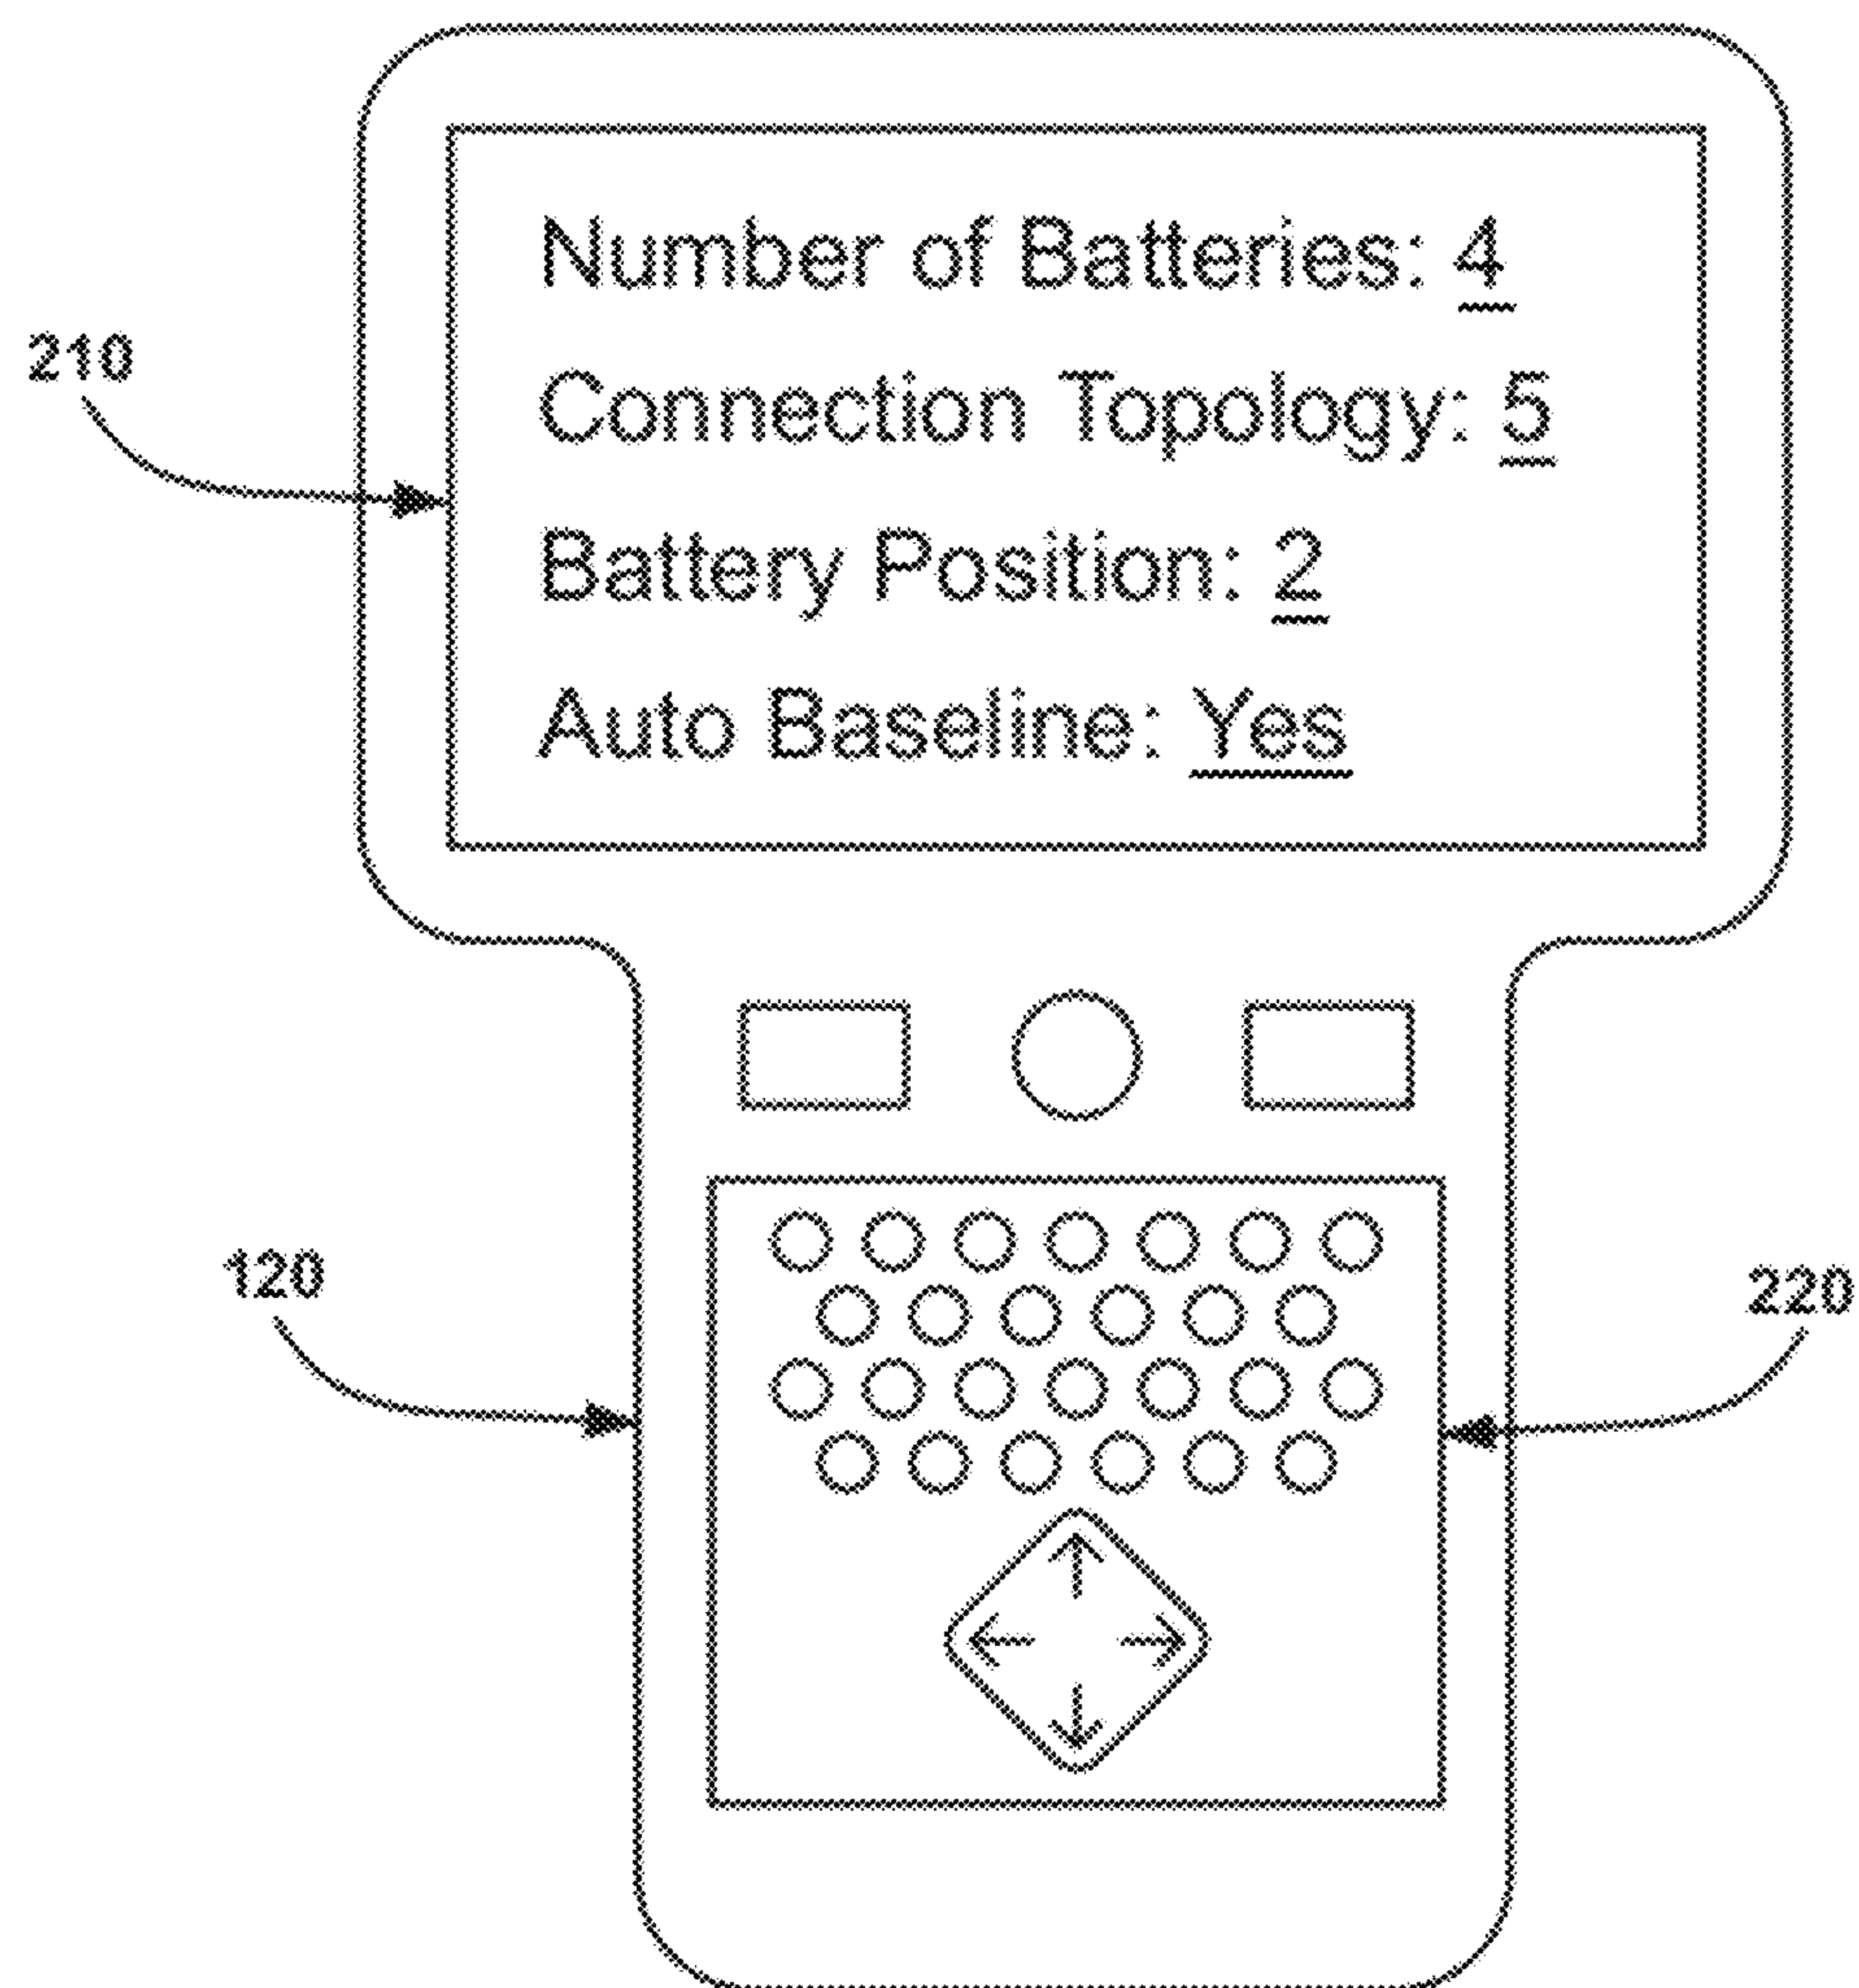 Number of Batteries: 4
210
Connection Topology: 5
Battery Position: 2
Auto Baseline: Yes
120
220